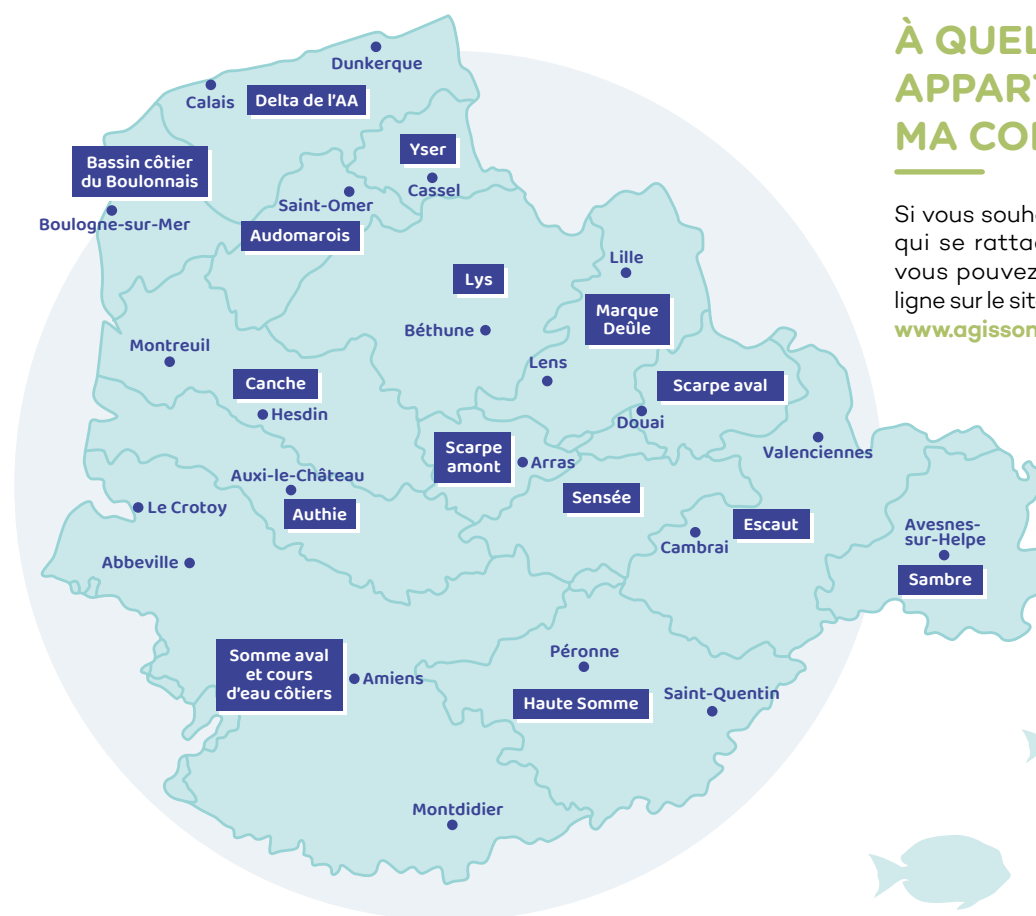 Dunkerque
Calais
Delta de l'AA
Yser
Bassin côtier
du Boulonnais
Cassel
Saint-Omer
Boulogne-sur-Mer
Audomarois
Lille
Lys
Marque
Deûle
Béthune
Montreuil
Lens
Canche
Scarpe aval
Hesdin
Douai
Scarpe
amont
Arras
Valenciennes
Auxi-le-Château
Sensée
Le Crotoy
Authie
Escaut
Avesnes-
sur-Helpe
Cambrai
Abbeville
Sambre
Somme aval
et cours
d'eau côtiers
Péronne
Amiens
Saint-Quentin
Haute Somme
Montdidier
À QUEL
APPAR
MA CO
Si vous souh
qui se ratta
vous pouvez
ligne sur le sit
www.agisson